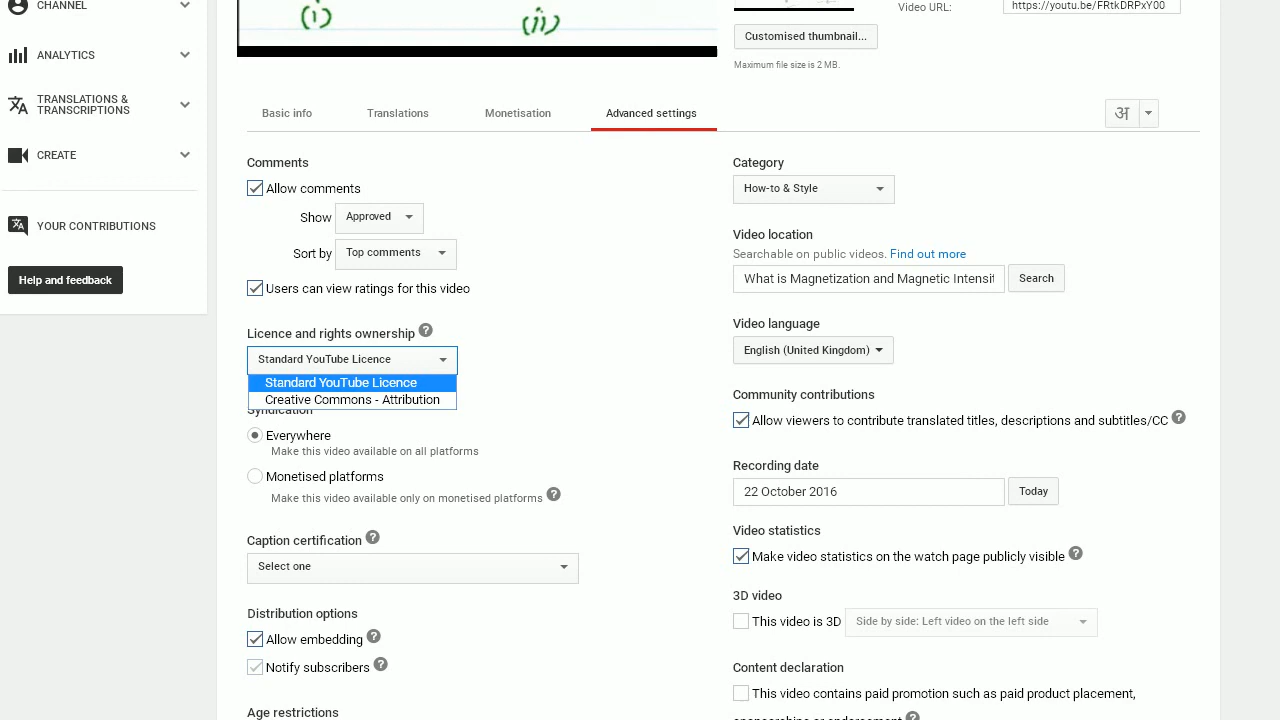 CHANNEL
ANALYTICS
TRANSLATIONS &
TRANSCRIPTIONS
CREATE
YOUR CONTRIBUTIONS
Help and feedback
(i) (ii)
Video URL: https://youtu.be/FRtkDRPxY00
Customised thumbnail...
Maximum file size is 2 MB.
Basic info Translations Monetisation Advanced settings
अ
Comments
Allow comments
Show Approved
Sort by Top comments
Users can view ratings for this video
Licence and rights ownership ?
Standard YouTube Licence
Standard YouTube Licence
Creative Commons - Attribution
Syndication
Everywhere
Make this video available on all platforms
Monetised platforms
Make this video available only on monetised platforms ?
Caption certification ?
Select one
Distribution options
Allow embedding ?
Notify subscribers ?
Age restrictions
Category
How-to & Style
Video location
Searchable on public videos. Find out more
What is Magnetization and Magnetic Intensit Search
Video language
English (United Kingdom)
Community contributions
Allow viewers to contribute translated titles, descriptions and subtitles/CC ?
Recording date
22 October 2016 Today
Video statistics
Make video statistics on the watch page publicly visible ?
3D video
This video is 3D Side by side: Left video on the left side
Content declaration
This video contains paid promotion such as paid product placement,
sponsorships or endorsement ?